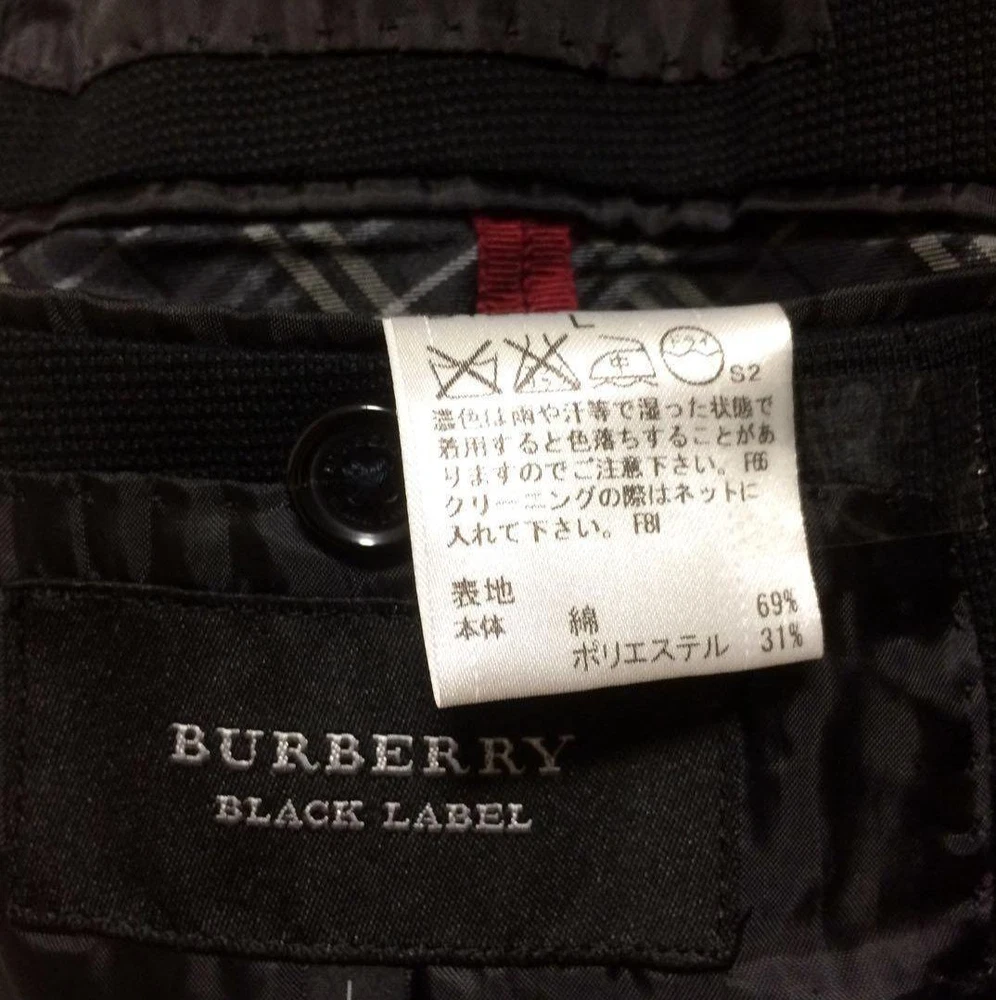 L
中 ドライ S2
濃色は雨や汗等で湿った状態で
着用すると色落ちすることがあ
りますのでご注意下さい。 F66
クリーニングの際はネットに
入れて下さい。 F81
表地
本体 綿 69%
ポリエステル 31%
BURBERRY
BLACK LABEL